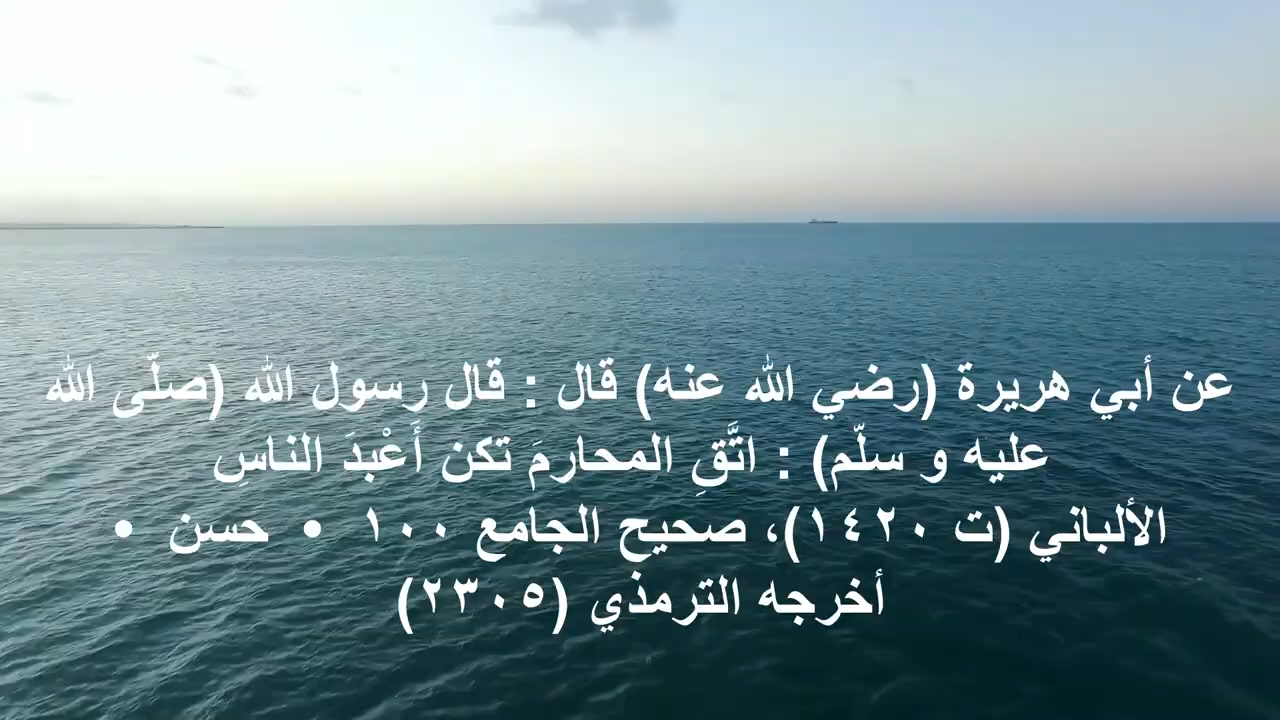 عن أبي هريرة (رضي الله عنه) قال : قال رسول الله (صلّى الله
عليه و سلّم) : اتَّقِ المحارمَ تكن أَعْبدَ الناسِ
الألباني (ت ١٤٢٠)، صحيح الجامع ١٠٠ • حسن •
أخرجه الترمذي (٢٣٠٥)